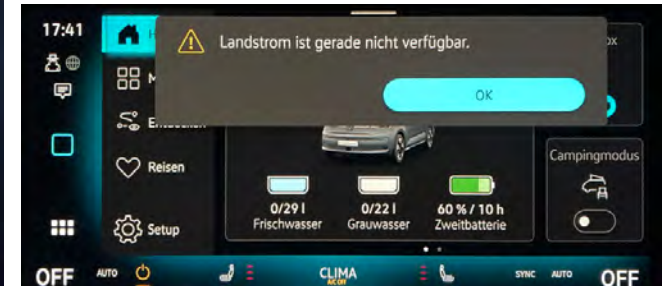 17:41
Landstrom ist gerade nicht verfügbar.
OK
Reisen
Setup
0/29 l
Frischwasser
0/22 l
Grauwasser
60 % / 10 h
Zweitbatterie
Campingmodus
OFF
AUTO
CLIMA
A/C OFF
SYNC
AUTO
OFF